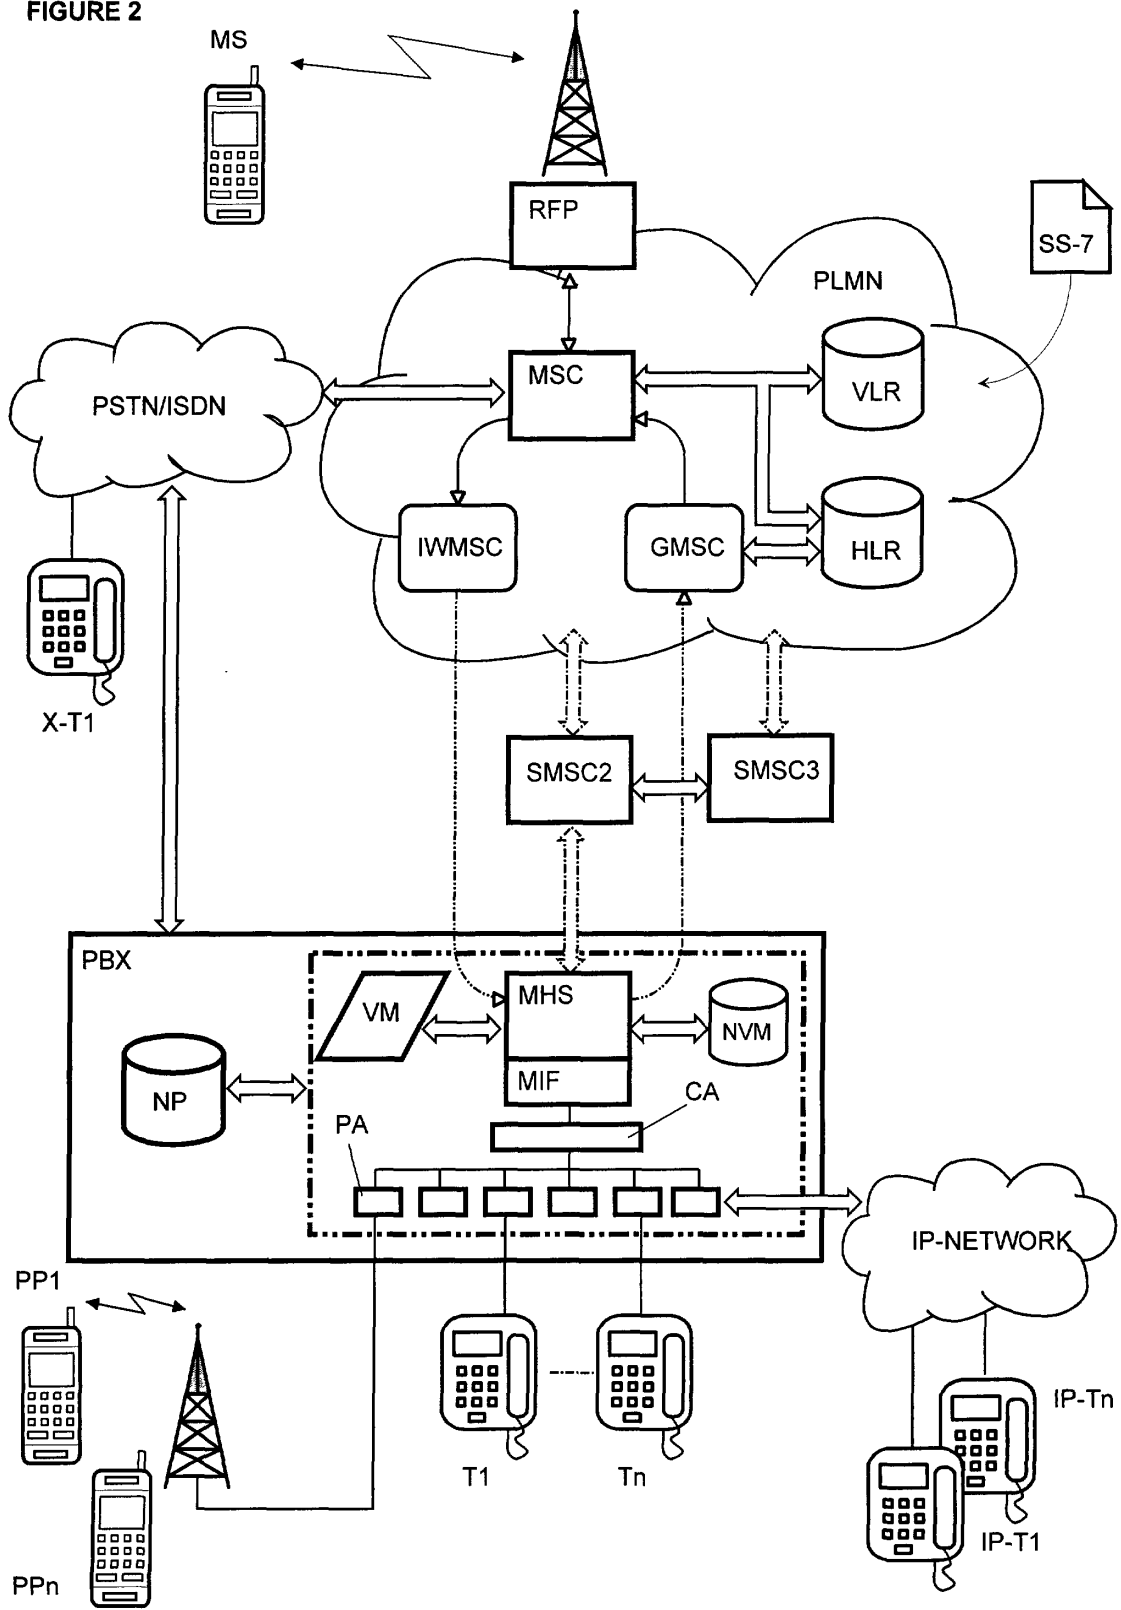 FIGURE 2
MS
RFP
SS-7
PLMN
MSC
VLR
PSTN/ISDN
IWMSC
GMSC
HLR
X-T1
SMSC2
SMSC3
PBX
VM
MHS
NVM
NP
MIF
CA
PA
IP-NETWORK
PP1
T1
Tn
IP-Tn
IP-T1
PPn